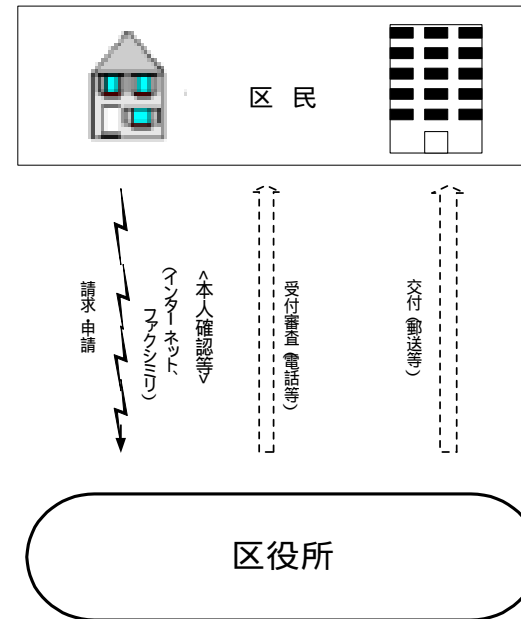 区 民
請求・申請
(インターネット、
ファクシミリ)
<本人確認等>
受付審査(電話等)
交付(郵送等)
区役所